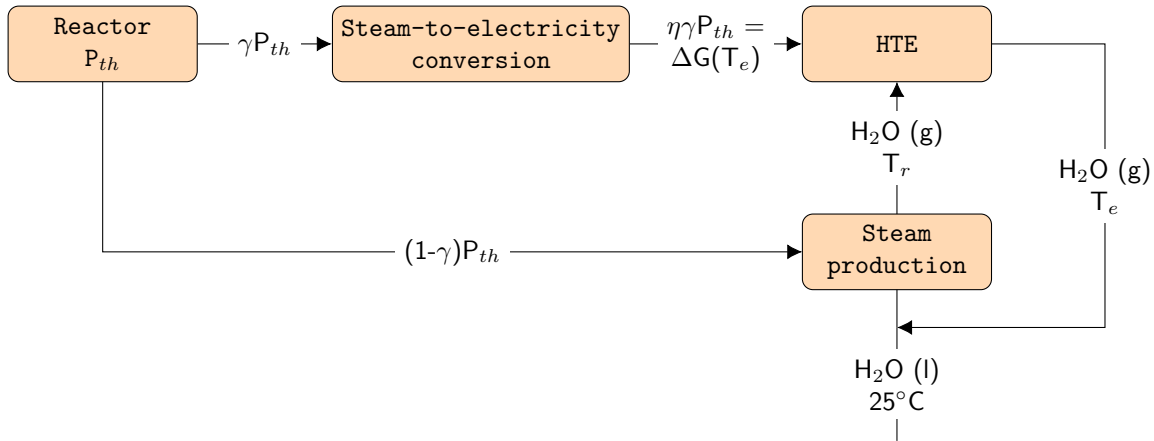 Reactor
P_th
γP_th
Steam-to-electricity
conversion
ηγP_th =
ΔG(T_e)
HTE
H₂O (g)
T_r
H₂O (g)
T_e
(1-γ)P_th
Steam
production
H₂O (l)
25°C